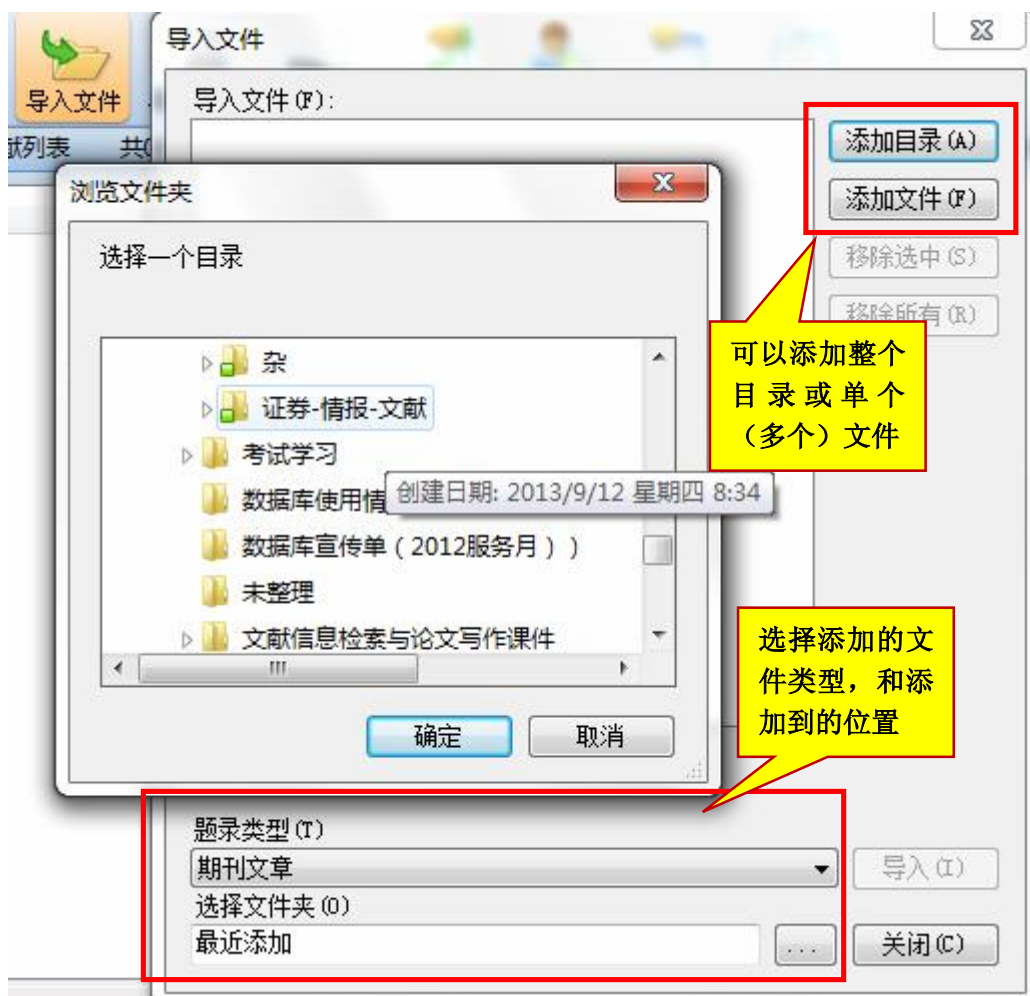 导入文件
导入文件
献列表 共0
导入文件(F):
添加目录(A)
添加文件(F)
移除选中(S)
移除所有(R)
浏览文件夹
选择一个目录
杂
证券-情报-文献
考试学习
数据库使用情
创建日期: 2013/9/12 星期四 8:34
数据库宣传单（2012服务月））
未整理
文献信息检索与论文写作课件
确定
取消
可以添加整个
目录或单个
（多个）文件
选择添加的文
件类型，和添
加到的位置
题录类型(T)
期刊文章
导入(I)
选择文件夹(O)
最近添加
...
关闭(C)